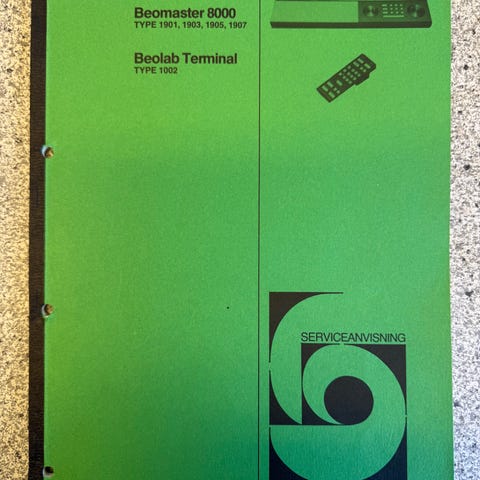 Beomaster 8000
TYPE 1901, 1903, 1905, 1907
Beolab Terminal
TYPE 1002
SERVICEANVISNING